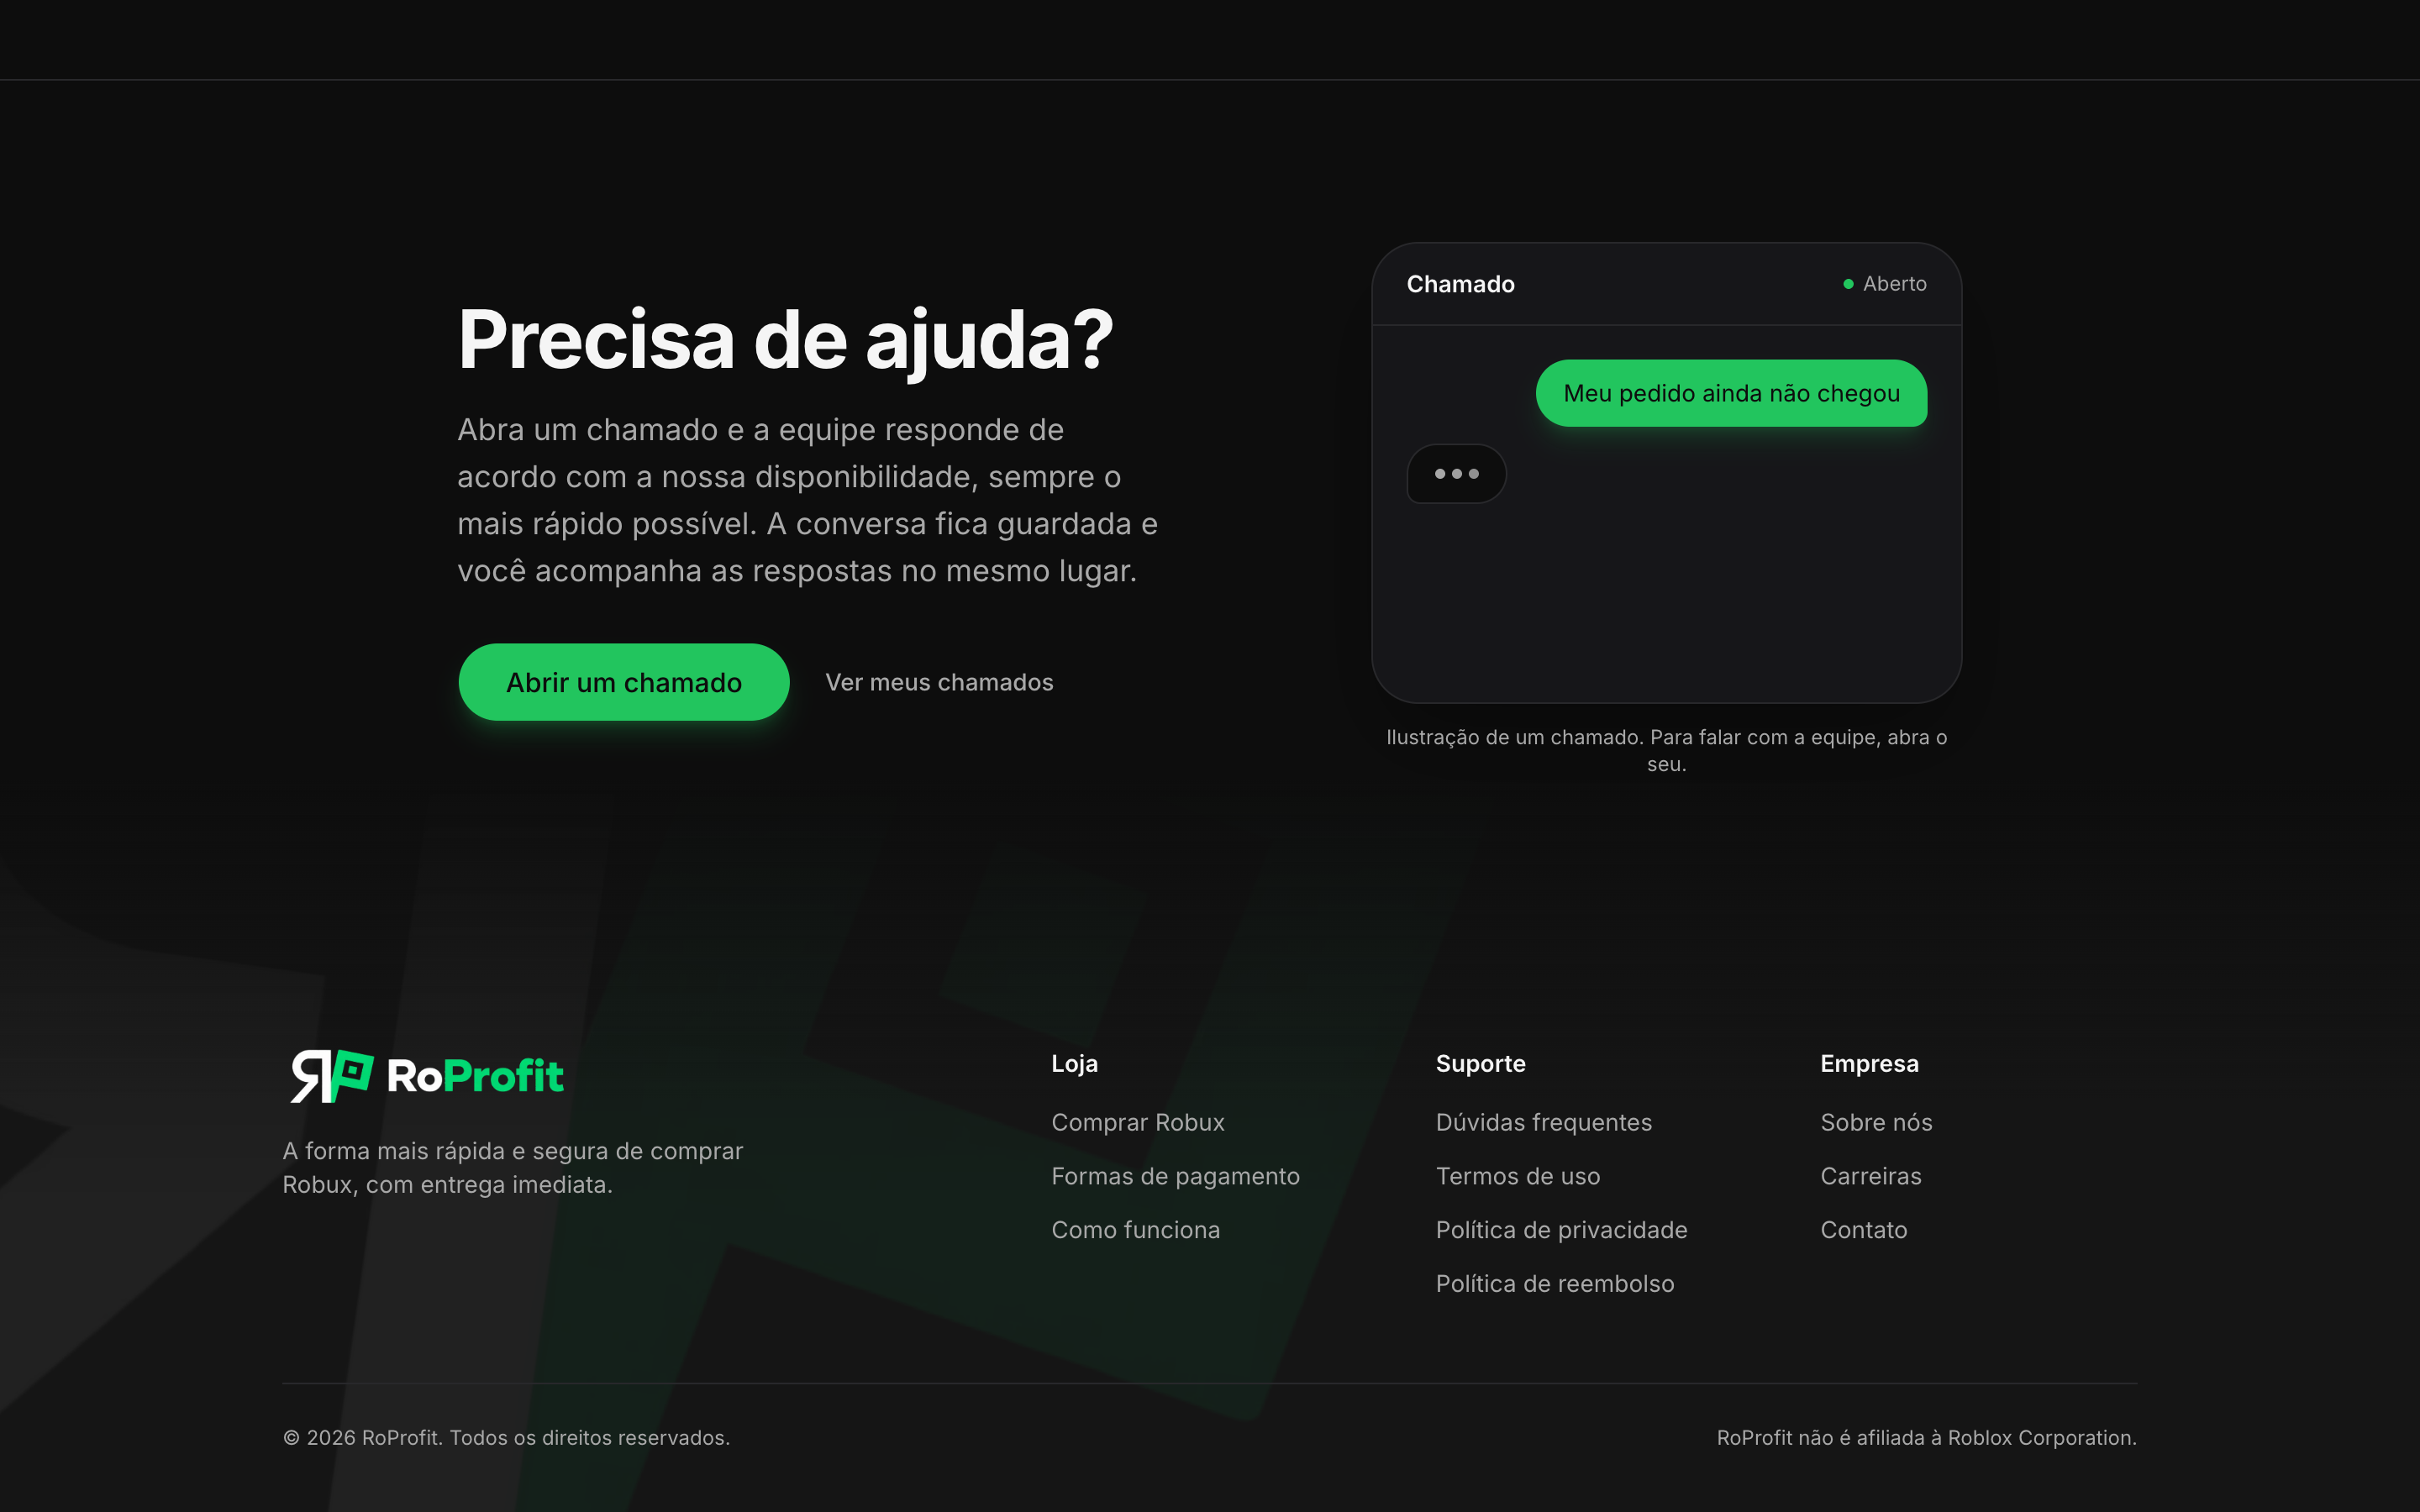 Precisa de ajuda?
Abra um chamado e a equipe responde de
acordo com a nossa disponibilidade, sempre o
mais rápido possível. A conversa fica guardada e
você acompanha as respostas no mesmo lugar.
Abrir um chamado
Ver meus chamados
Chamado
Aberto
Meu pedido ainda não chegou
Ilustração de um chamado. Para falar com a equipe, abra o
seu.
RoProfit
A forma mais rápida e segura de comprar
Robux, com entrega imediata.
Loja
Comprar Robux
Formas de pagamento
Como funciona
Suporte
Dúvidas frequentes
Termos de uso
Política de privacidade
Política de reembolso
Empresa
Sobre nós
Carreiras
Contato
© 2026 RoProfit. Todos os direitos reservados.
RoProfit não é afiliada à Roblox Corporation.